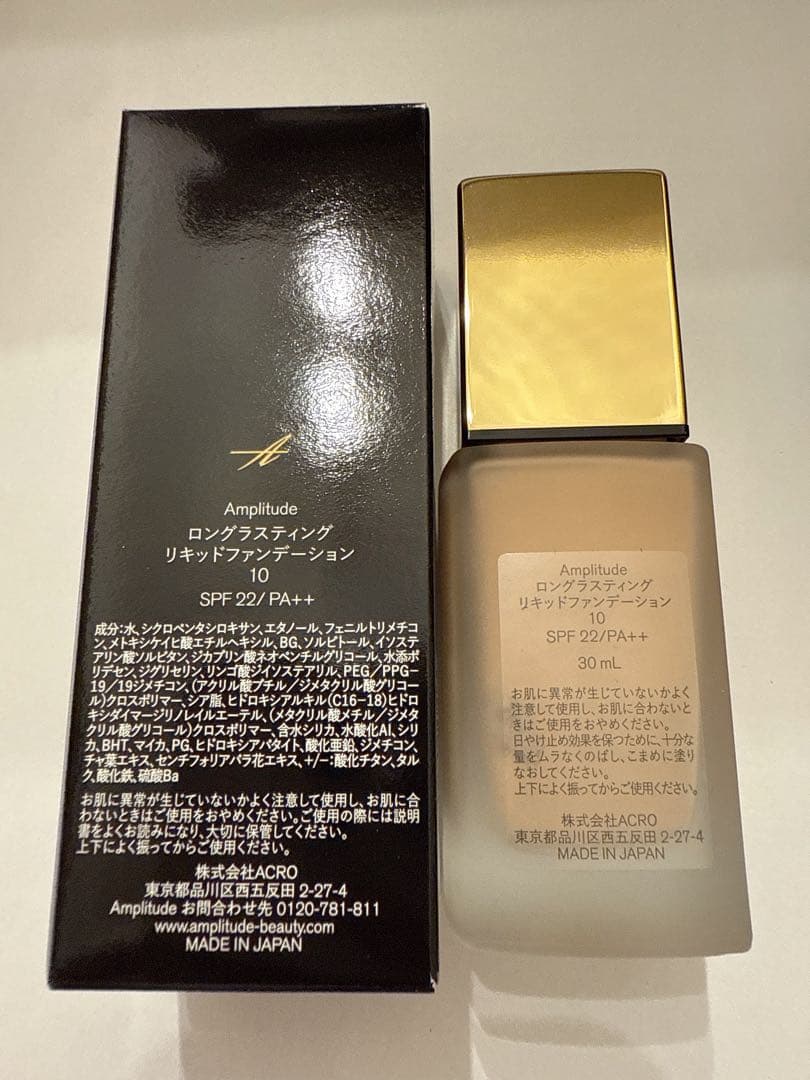 Amplitude
ロングラスティング
リキッドファンデーション
10
SPF 22/ PA++
成分:水、シクロペンタシロキサン、エタノール、フェニルトリメチコ
ン、メトキシケイヒ酸エチルヘキシル、BG、ソルビトール、イソステ
アリン酸ソルビタン、ジカプリン酸ネオペンチルグリコール、水添ポ
リデセン、ジグリセリン、リンゴ酸ジイソステアリル、PEG/PPG-
19/19ジメチコン、(アクリル酸ブチル/ジメタクリル酸グリコー
ル)クロスポリマー、シア脂、ヒドロキシアルキル(C16-18)ヒドロ
キシダイマージリノレイルエーテル、(メタクリル酸メチル/ジメタ
クリル酸グリコール)クロスポリマー、含水シリカ、水酸化Al、シリ
カ、BHT、マイカ、PG、ヒドロキシアパタイト、酸化亜鉛、ジメチコン、
チャ葉エキス、センチフォリアバラ花エキス、+/-:酸化チタン、タル
ク、酸化鉄、硫酸Ba
お肌に異常が生じていないかよく注意して使用し、お肌に合
わないときはご使用をおやめください。ご使用の際には説明
書をよくお読みになり、大切に保管してください。
上下によく振ってからご使用ください。
株式会社ACRO
東京都品川区西五反田 2-27-4
Amplitude お問合わせ先 0120-781-811
www.amplitude-beauty.com
MADE IN JAPAN
Amplitude
ロングラスティング
リキッドファンデーション
10
SPF 22/PA++
30 mL
お肌に異常が生じていないかよく
注意して使用し、お肌に合わないと
きはご使用をおやめください。
日やけ止め効果を保つために、十分な
量をムラなくのばし、こまめに塗り
なおしてください。
上下によく振ってからご使用ください。
株式会社ACRO
東京都品川区西五反田 2-27-4
MADE IN JAPAN